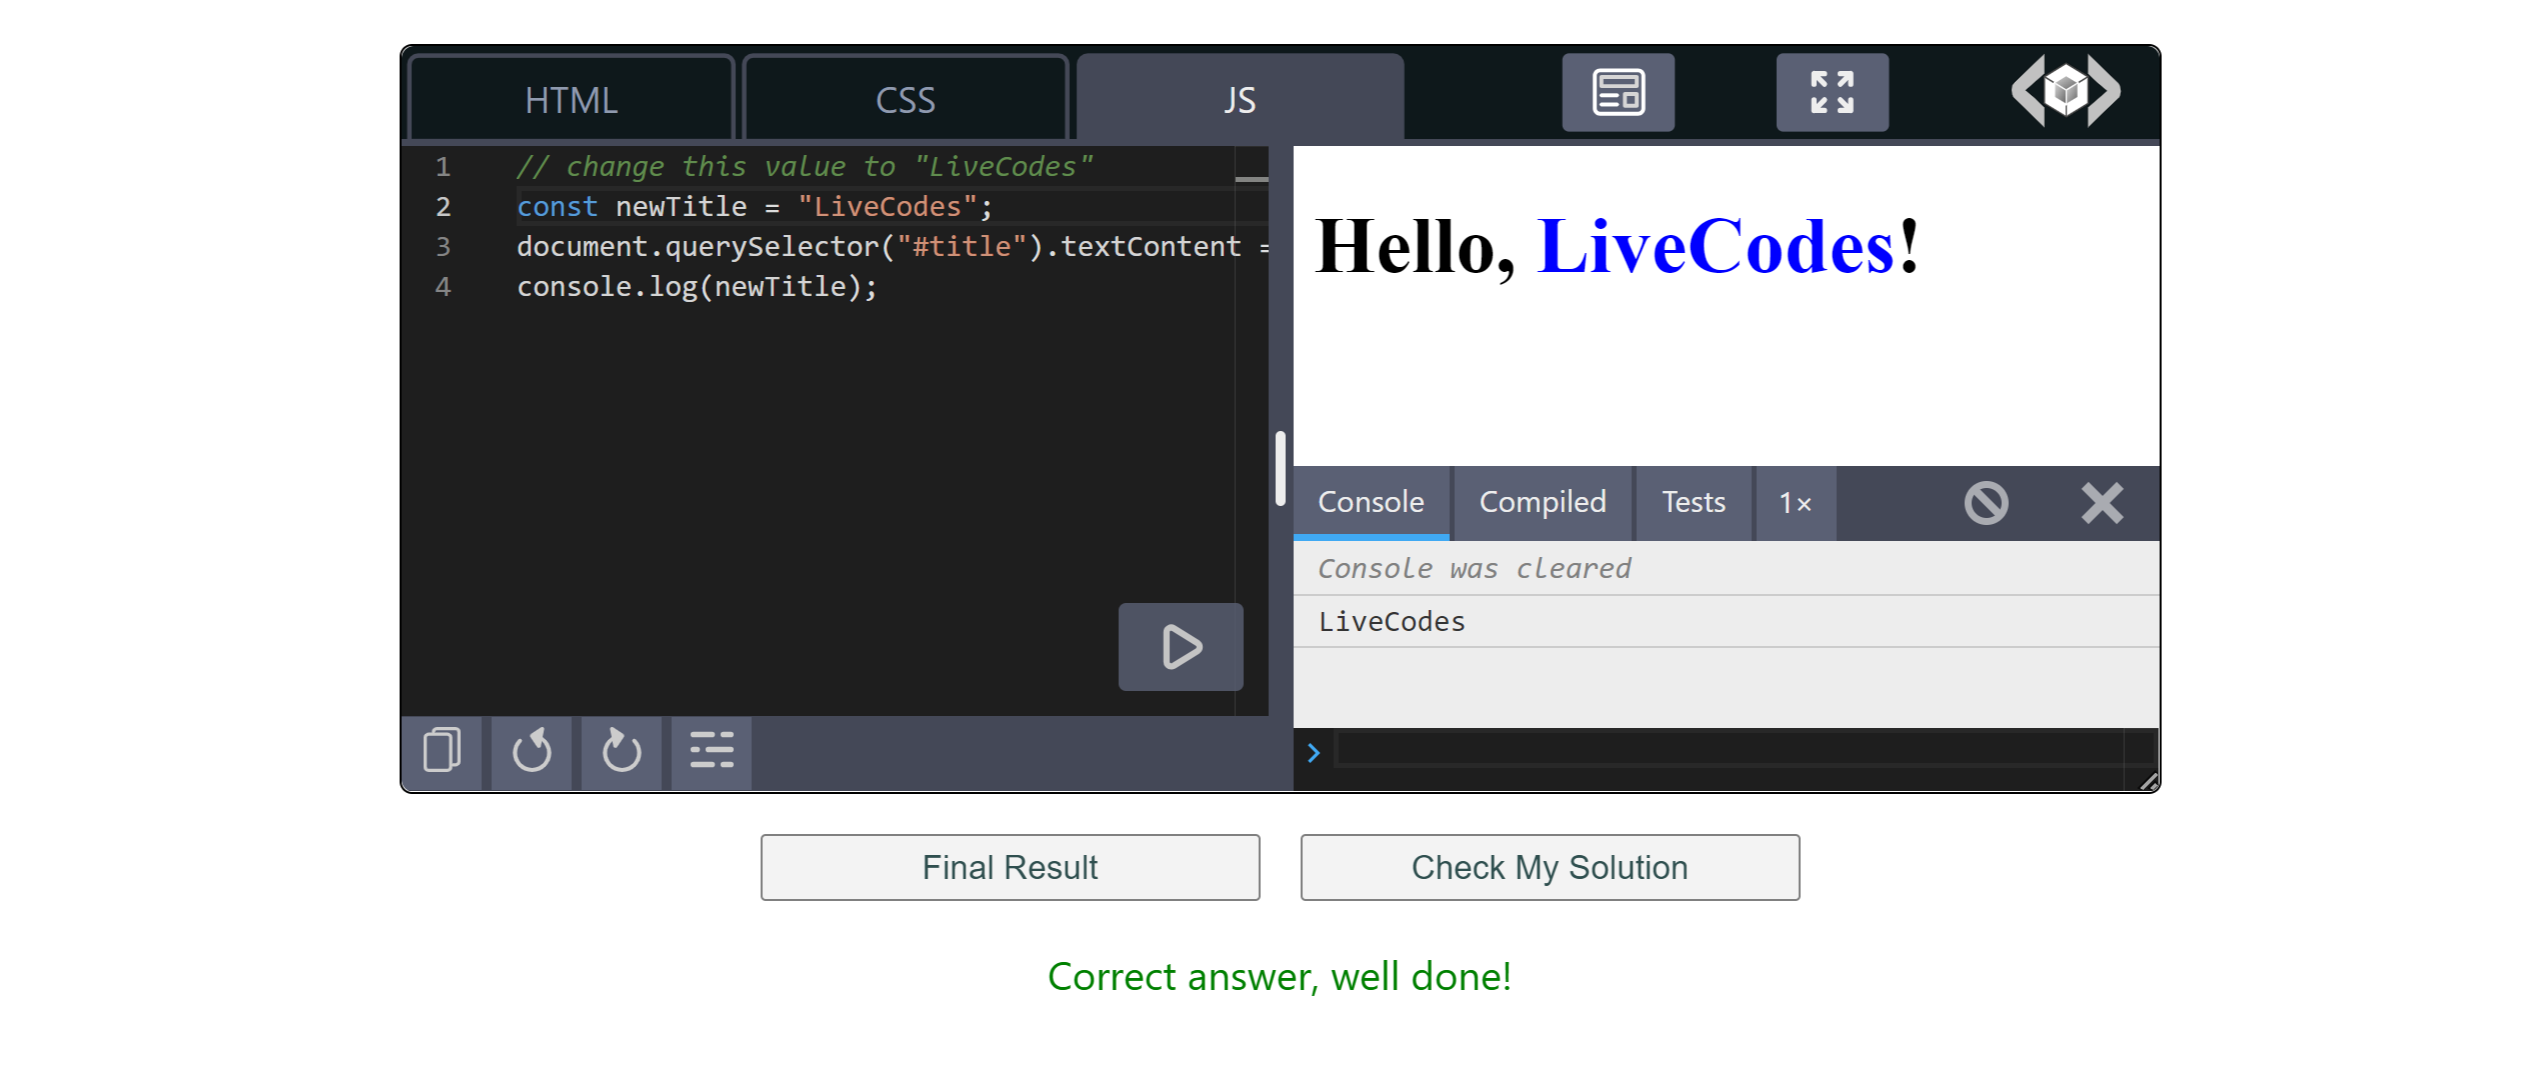 HTML
CSS
JS
1 // change this value to "LiveCodes"
2 const newTitle = "LiveCodes";
3 document.querySelector("#title").textContent =
4 console.log(newTitle);
Hello, LiveCodes!
Console
Compiled
Tests
1×
Console was cleared
LiveCodes
Final Result
Check My Solution
Correct answer, well done!